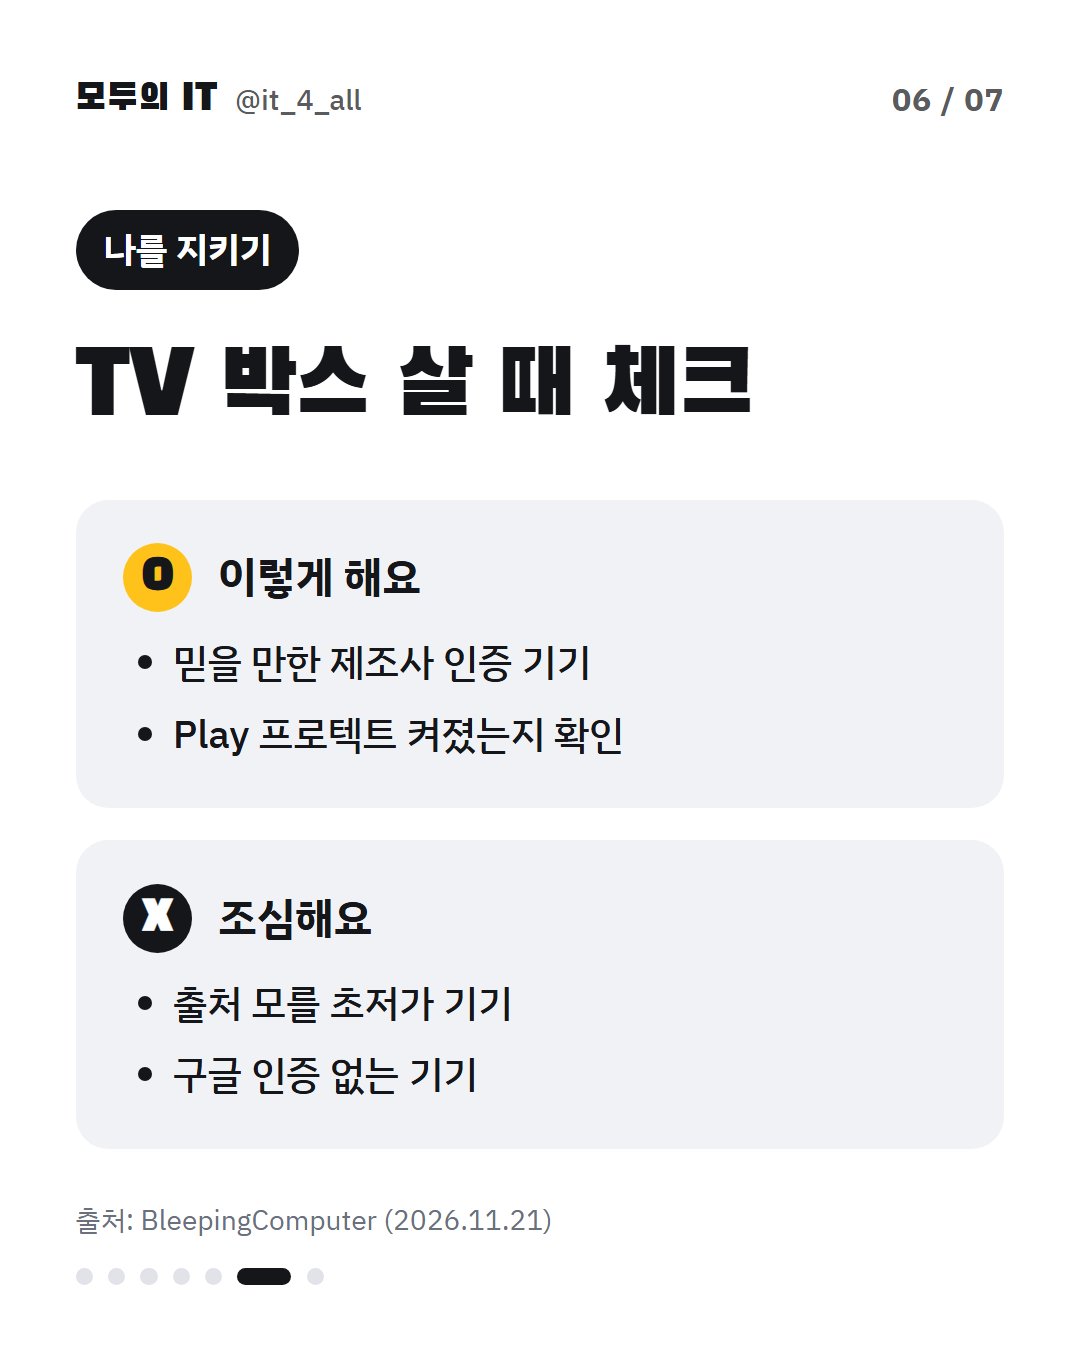 모두의 IT @it_4_all
06 / 07
나를 지키기
TV 박스 살 때 체크
O 이렇게 해요
• 믿을 만한 제조사 인증 기기
• Play 프로텍트 켜졌는지 확인
X 조심해요
• 출처 모를 초저가 기기
• 구글 인증 없는 기기
출처: BleepingComputer (2026.11.21)